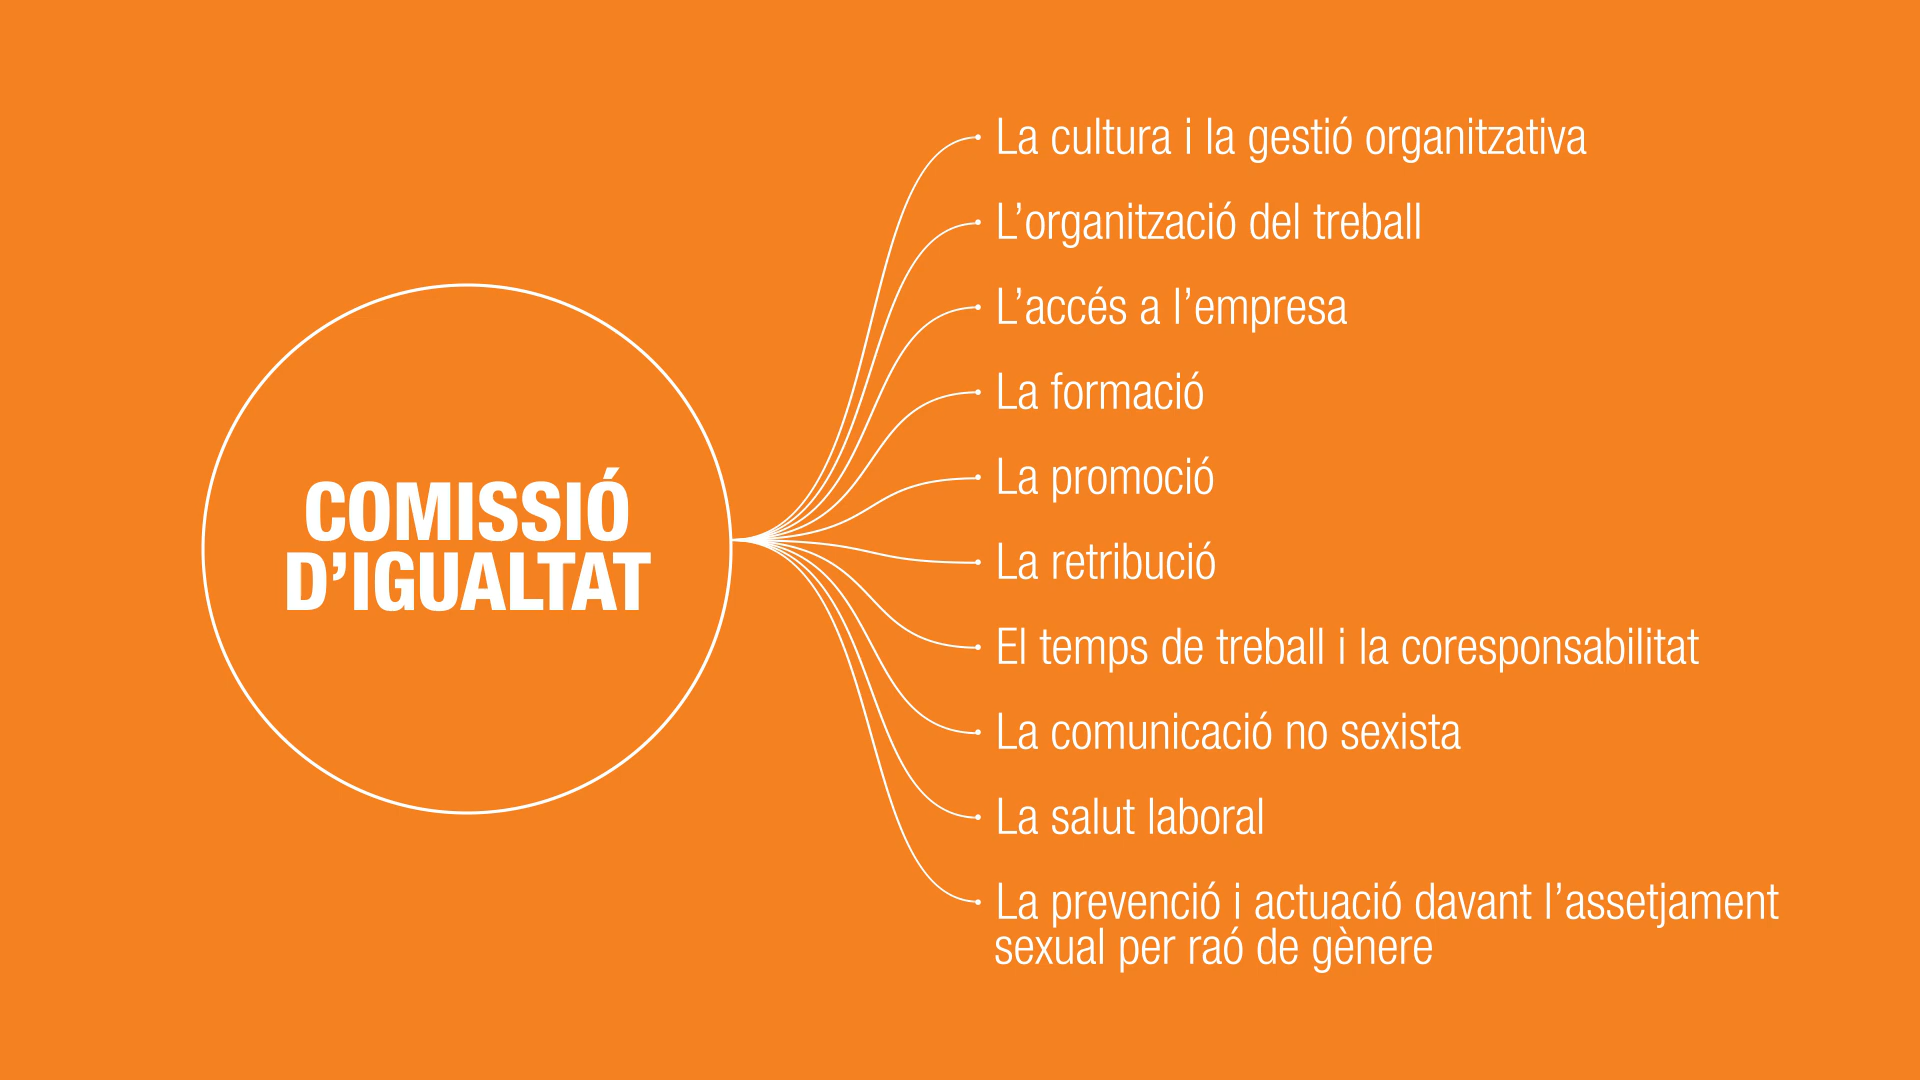 COMISSIÓ
D’IGUALTAT
La cultura i la gestió organitzativa
L’organització del treball
L’accés a l’empresa
La formació
La promoció
La retribució
El temps de treball i la coresponsabilitat
La comunicació no sexista
La salut laboral
La prevenció i actuació davant l’assetjament
sexual per raó de gènere